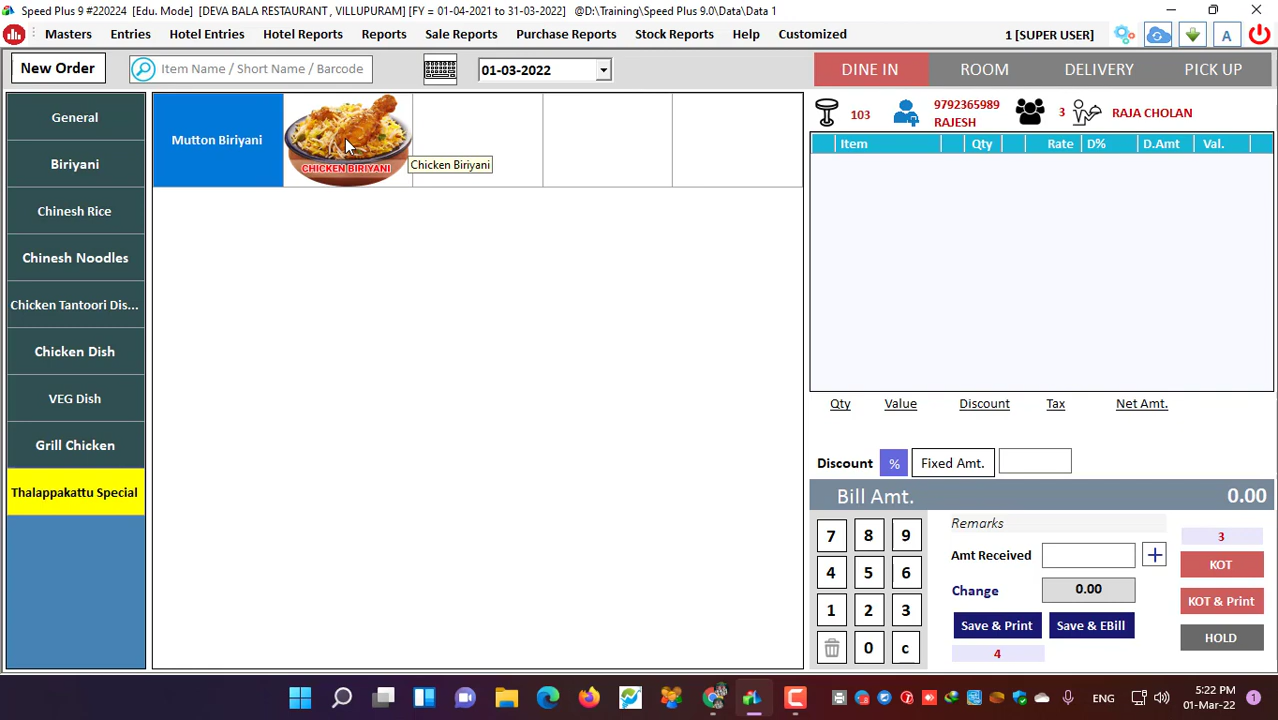 Speed Plus 9 #220224 [Edu. Mode] [DEVA BALA RESTAURANT , VILLUPURAM] [FY = 01-04-2021 to 31-03-2022] @D:\Training\Speed Plus 9.0\Data\Data 1
Masters Entries Hotel Entries Hotel Reports Reports Sale Reports Purchase Reports Stock Reports Help Customized 1 [SUPER USER] A
New Order Item Name / Short Name / Barcode 01-03-2022 DINE IN ROOM DELIVERY PICK UP
General
Biriyani
Chinesh Rice
Chinesh Noodles
Chicken Tantoori Dis...
Chicken Dish
VEG Dish
Grill Chicken
Thalappakattu Special
Mutton Biriyani
CHICKEN BIRIYANI
Chicken Biriyani
103 9792365989 3 RAJA CHOLAN
RAJESH
Item Qty Rate D% D.Amt Val.
Qty Value Discount Tax Net Amt.
Discount % Fixed Amt.
Bill Amt. 0.00
7 8 9
4 5 6
1 2 3
0 c
Remarks
Amt Received
Change 0.00
Save & Print Save & EBill
4
3
KOT
KOT & Print
HOLD
ENG 5:22 PM
01-Mar-22 1